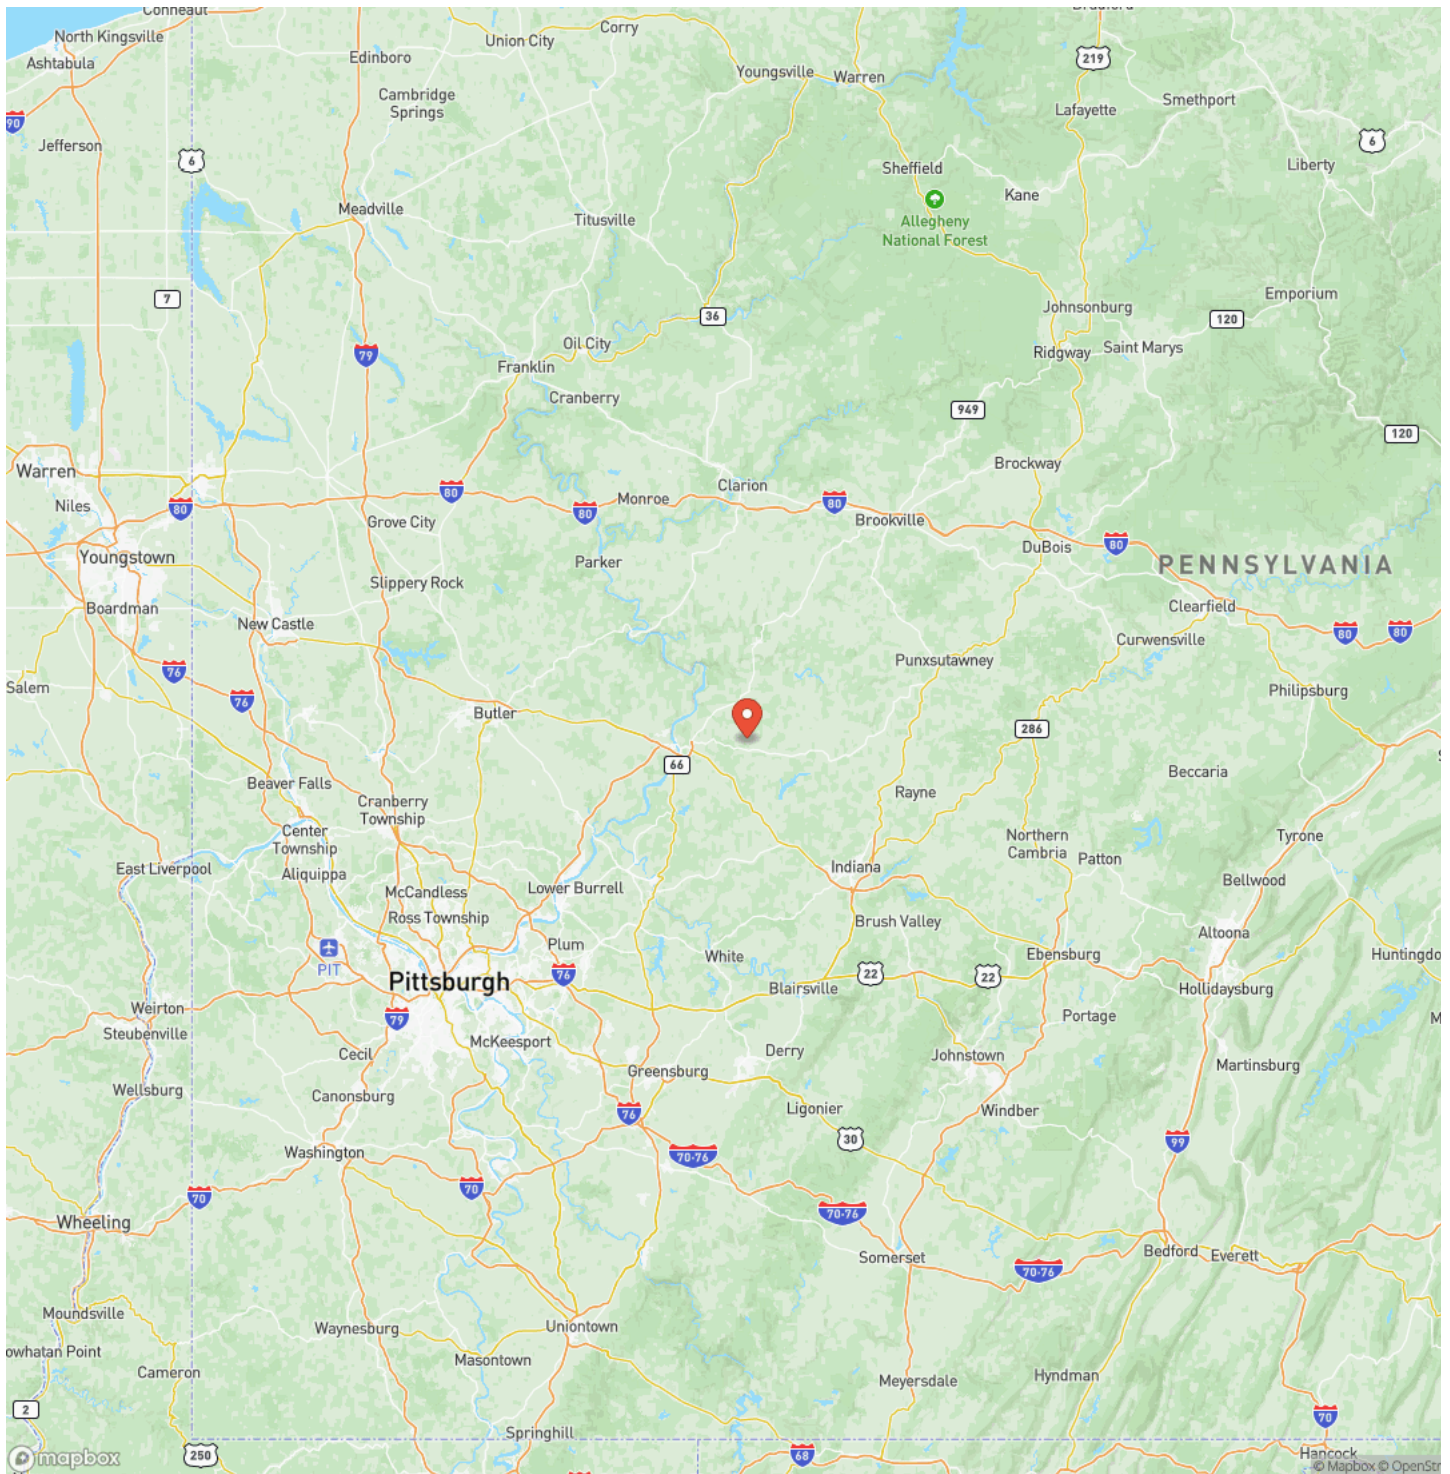 Conneaut
Bradford
North Kingsville
Corry
Union City
Ashtabula
Edinboro
219
Youngsville
Warren
Cambridge
Springs
Smethport
Lafayette
90
Jefferson
6
6
Sheffield
Liberty
Kane
Meadville
Titusville
Allegheny
National Forest
7
Emporium
Johnsonburg
36
120
Oil City
79
Ridgway
Saint Marys
Franklin
Cranberry
949
120
Warren
Brockway
Clarion
80
Monroe
80
Niles
80
80
Grove City
Brookville
DuBois
80
Youngstown
Parker
PENNSYLVANIA
Slippery Rock
Boardman
Clearfield
New Castle
80
80
Curwensville
76
Punxsutawney
Salem
76
Philipsburg
Butler
286
66
Beccaria
Beaver Falls
Rayne
Cranberry
Township
Center
Township
Northern
Cambria
Tyrone
East Liverpool
Aliquippa
Indiana
Patton
McCandless
Lower Burrell
Bellwood
Ross Township
Brush Valley
Altoona
PIT
Plum
White
Ebensburg
Huntingdo
Pittsburgh
76
22
22
Blairsville
Hollidaysburg
Weirton
79
Portage
M
Steubenville
McKeesport
Cecil
Derry
Johnstown
Martinsburg
Greensburg
Wellsburg
Canonsburg
76
Ligonier
Windber
30
99
Washington
70-76
70
70
70-76
Wheeling
Bedford
Everett
Somerset
70-76
Moundsville
Waynesburg
Uniontown
owhatan Point
Masontown
Cameron
Meyersdale
Hyndman
2
70
Springhill
250
68
Hancock
mapbox
© Mapbox © OpenStr